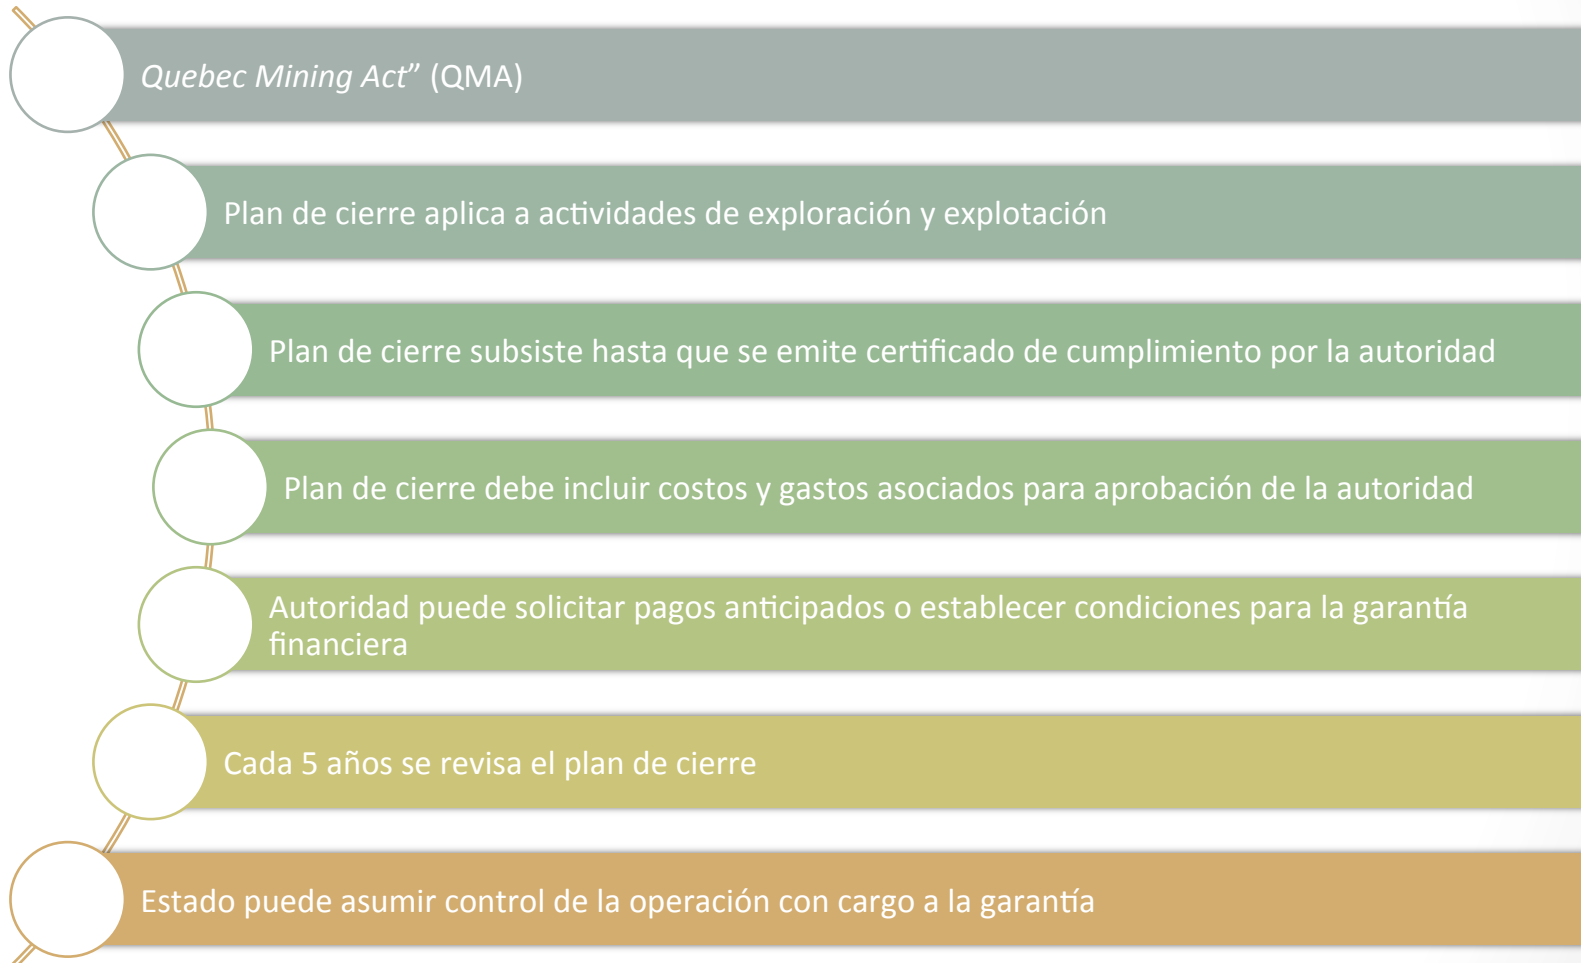 Quebec Mining Act” (QMA)
Plan de cierre aplica a actividades de exploración y explotación
Plan de cierre subsiste hasta que se emite certificado de cumplimiento por la autoridad
Plan de cierre debe incluir costos y gastos asociados para aprobación de la autoridad
Autoridad puede solicitar pagos anticipados o establecer condiciones para la garantía
financiera
Cada 5 años se revisa el plan de cierre
Estado puede asumir control de la operación con cargo a la garantía